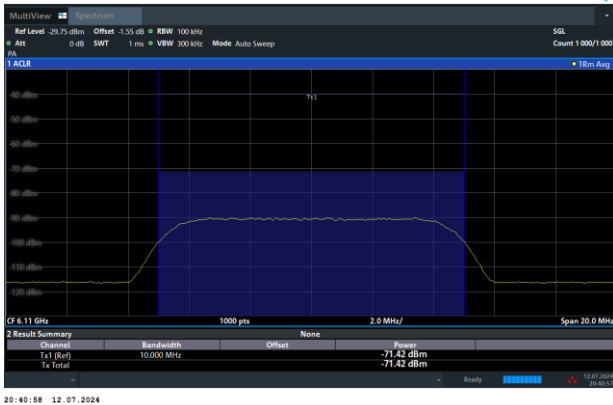 MultiView Spectrum
Ref Level -29.75 dBm Offset -1.55 dB RBW 100 kHz SGL
Att 0 dB SWT 1 ms VBW 300 kHz Mode Auto Sweep Count 1000/1000
PA
1 ACLR 1Rm Avg
-40 dBm
Tx1
-50 dBm
-60 dBm
-70 dBm
-80 dBm
-90 dBm
-100 dBm
-110 dBm
-120 dBm
CF 6.11 GHz 1000 pts 2.0 MHz/ Span 20.0 MHz
2 Result Summary None
Channel Bandwidth Offset Power
Tx1 (Ref) 10.000 MHz -71.42 dBm
Tx Total -71.42 dBm
Ready 12.07.2024
20:40:57
20:40:58 12.07.2024